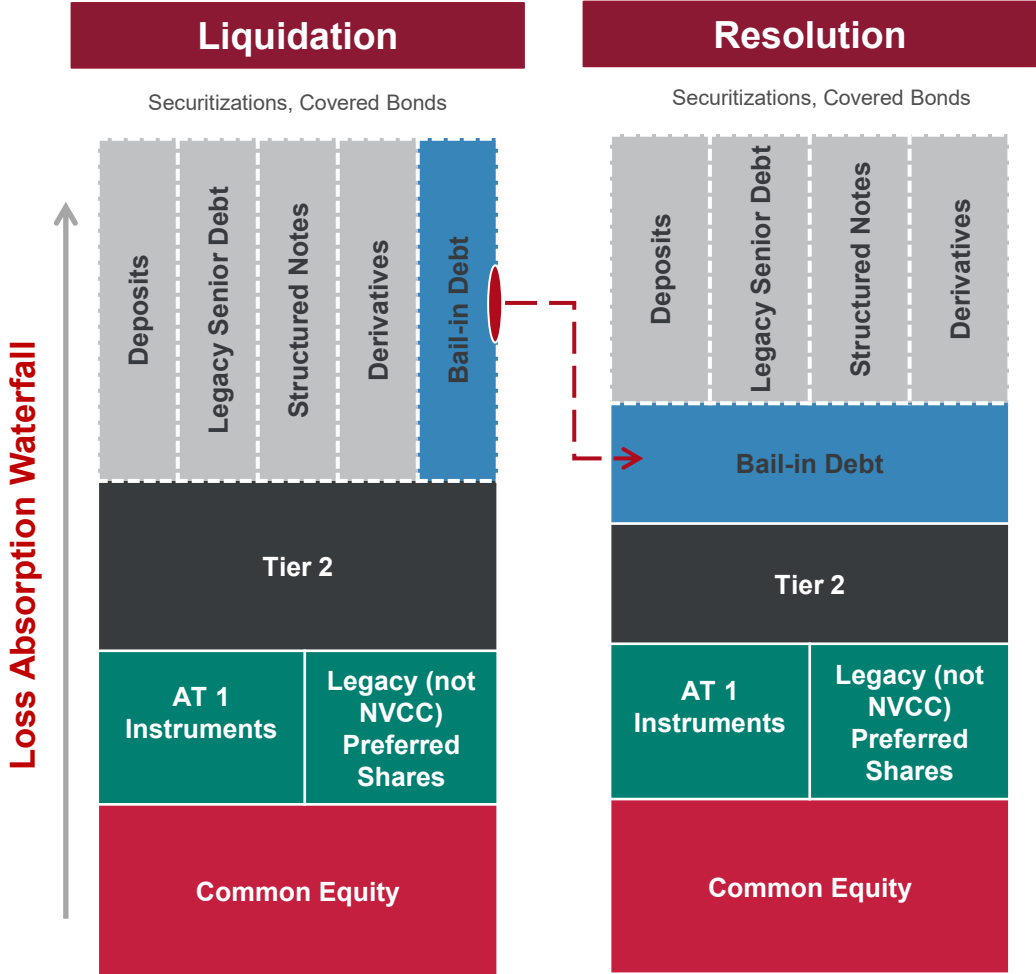 Liquidation
Securitizations, Covered Bonds
Deposits
Legacy Senior Debt
Structured Notes
Derivatives
Bail-in Debt
Tier 2
AT 1
Instruments
Legacy (not
NVCC)
Preferred
Shares
Common Equity
Loss Absorption Waterfall
Resolution
Securitizations, Covered Bonds
Deposits
Legacy Senior Debt
Structured Notes
Derivatives
Bail-in Debt
Tier 2
AT 1
Instruments
Legacy (not
NVCC)
Preferred
Shares
Common Equity